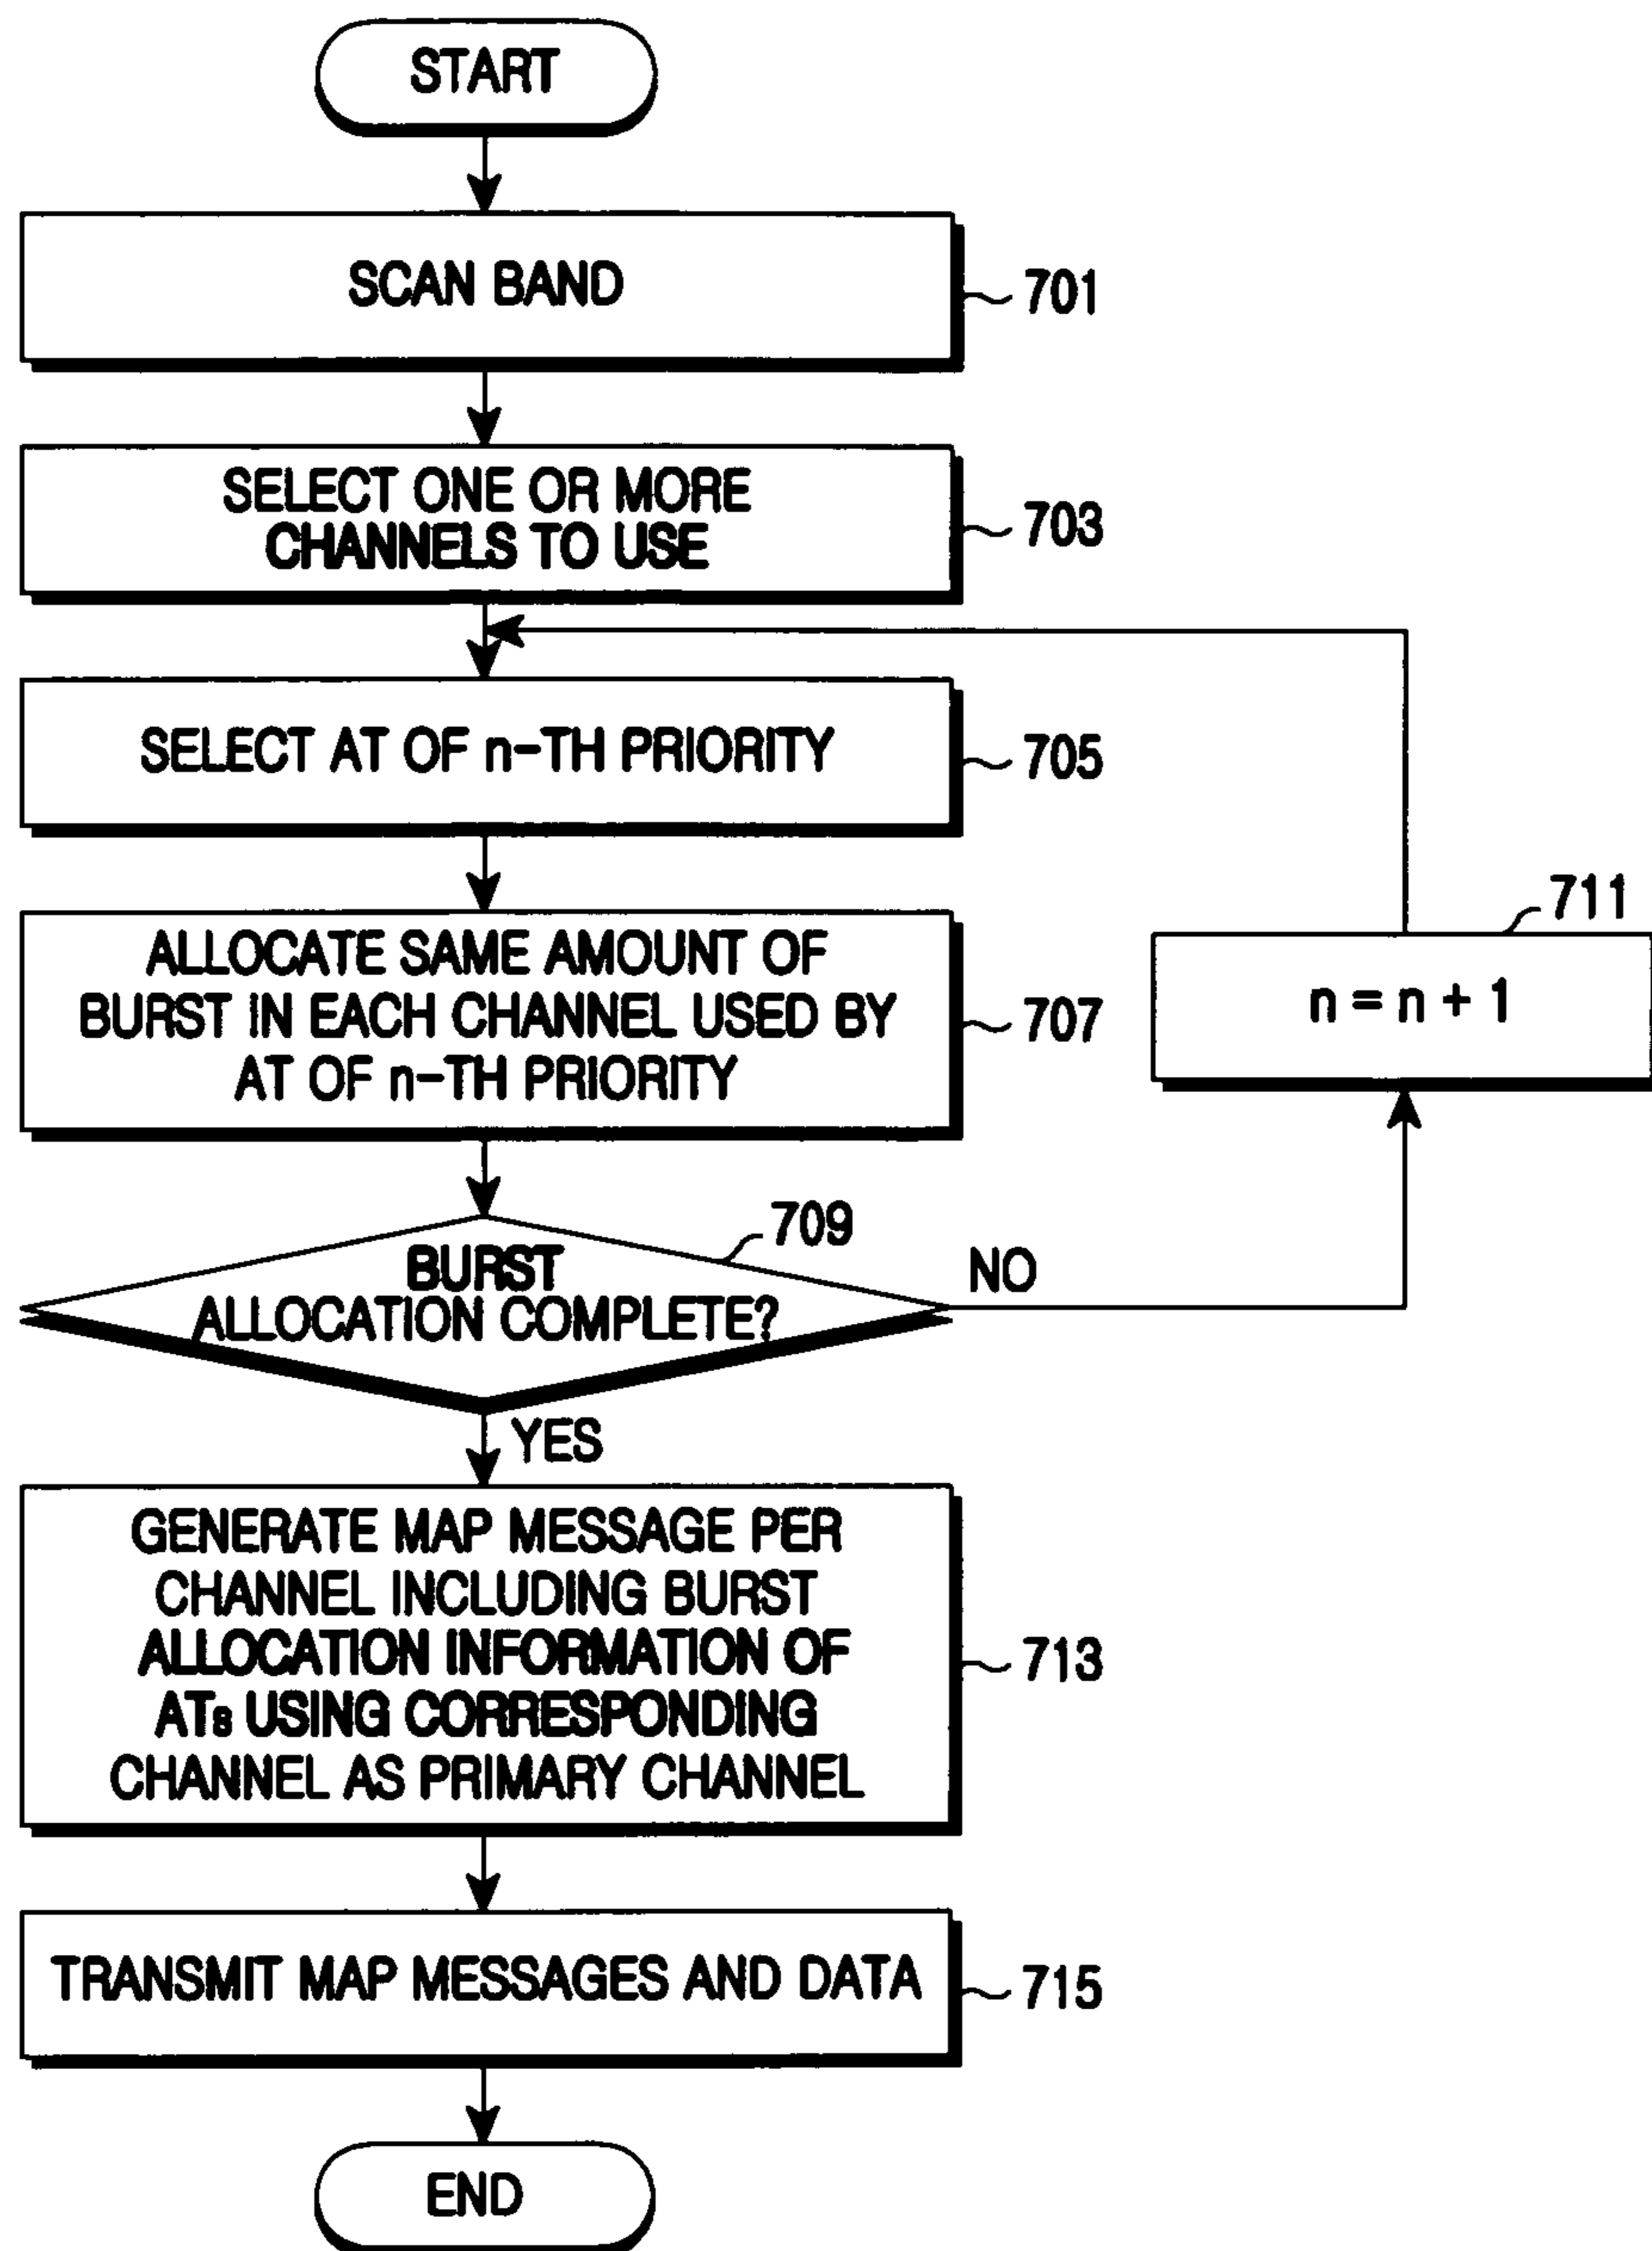 START
SCAN BAND
701
SELECT ONE OR MORE
CHANNELS TO USE
703
SELECT AT OF n-TH PRIORITY
705
ALLOCATE SAME AMOUNT OF
BURST IN EACH CHANNEL USED BY
AT OF n-TH PRIORITY
707
711
n = n + 1
709
BURST
ALLOCATION COMPLETE?
NO
YES
GENERATE MAP MESSAGE PER
CHANNEL INCLUDING BURST
ALLOCATION INFORMATION OF
ATs USING CORRESPONDING
CHANNEL AS PRIMARY CHANNEL
713
TRANSMIT MAP MESSAGES AND DATA
715
END